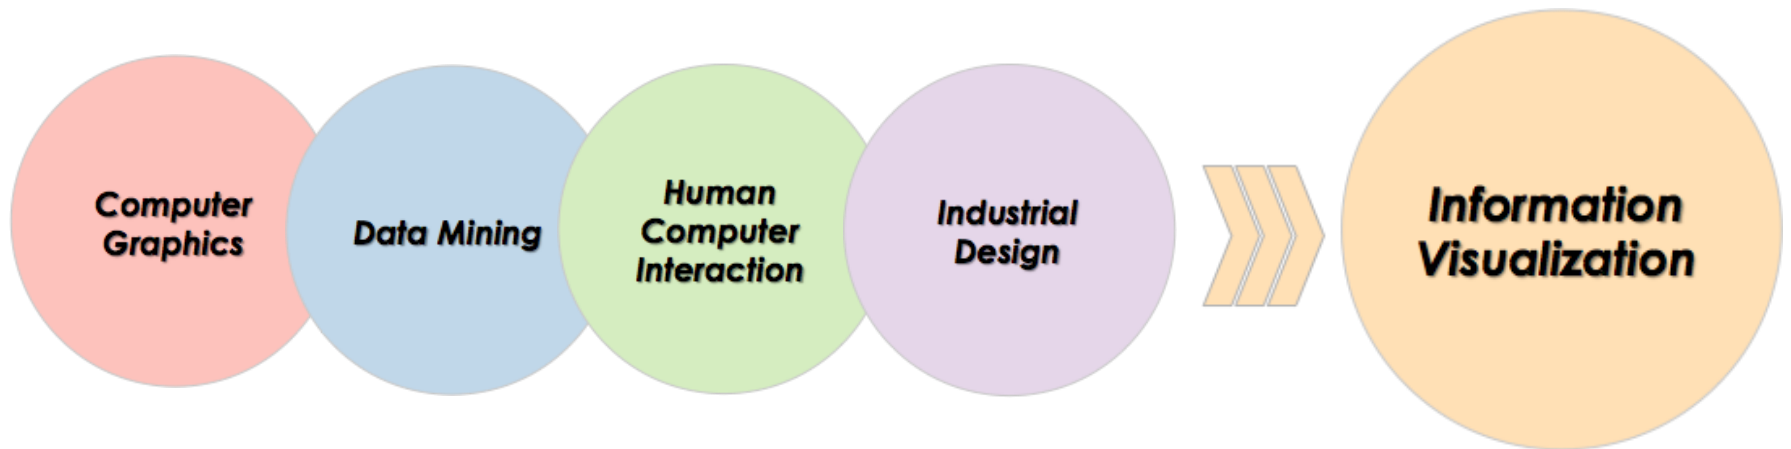 Computer
Graphics
Data Mining
Human
Computer
Interaction
Industrial
Design
Information
Visualization